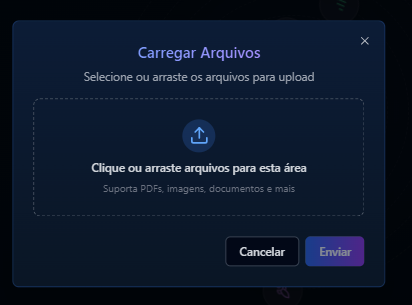 Carregar Arquivos
Selecione ou arraste os arquivos para upload
Clique ou arraste arquivos para esta área
Suporta PDFs, imagens, documentos e mais
Cancelar
Enviar